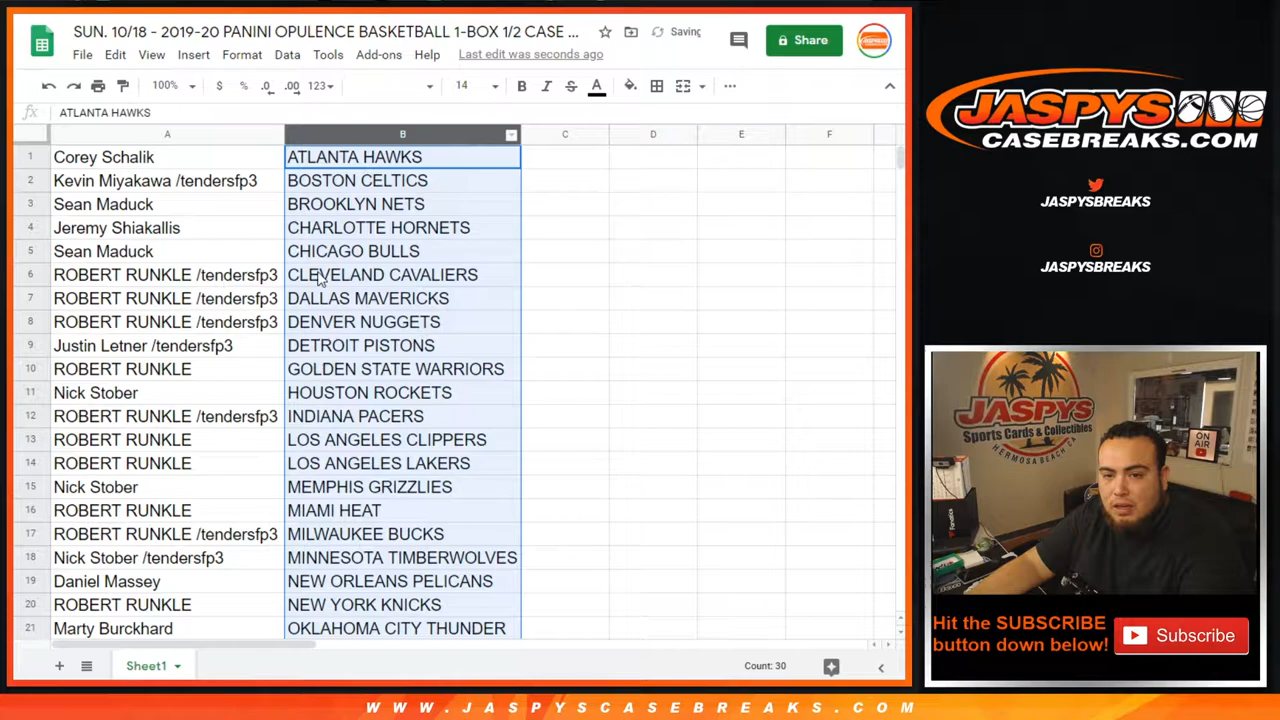 SUN. 10/18 - 2019-20 PANINI OPULENCE BASKETBALL 1-BOX 1/2 CASE ...
Saving
Share
File Edit View Insert Format Data Tools Add-ons Help Last edit was seconds ago
100% $ % .0 .00 123 14 B I S A
fx ATLANTA HAWKS
A B C D E F
1 Corey Schalik ATLANTA HAWKS
2 Kevin Miyakawa /tendersfp3 BOSTON CELTICS
3 Sean Maduck BROOKLYN NETS
4 Jeremy Shiakallis CHARLOTTE HORNETS
5 Sean Maduck CHICAGO BULLS
6 ROBERT RUNKLE /tendersfp3 CLEVELAND CAVALIERS
7 ROBERT RUNKLE /tendersfp3 DALLAS MAVERICKS
8 ROBERT RUNKLE /tendersfp3 DENVER NUGGETS
9 Justin Letner /tendersfp3 DETROIT PISTONS
10 ROBERT RUNKLE GOLDEN STATE WARRIORS
11 Nick Stober HOUSTON ROCKETS
12 ROBERT RUNKLE /tendersfp3 INDIANA PACERS
13 ROBERT RUNKLE LOS ANGELES CLIPPERS
14 ROBERT RUNKLE LOS ANGELES LAKERS
15 Nick Stober MEMPHIS GRIZZLIES
16 ROBERT RUNKLE MIAMI HEAT
17 ROBERT RUNKLE /tendersfp3 MILWAUKEE BUCKS
18 Nick Stober /tendersfp3 MINNESOTA TIMBERWOLVES
19 Daniel Massey NEW ORLEANS PELICANS
20 ROBERT RUNKLE NEW YORK KNICKS
21 Marty Burckhard OKLAHOMA CITY THUNDER
Sheet1
Count: 30
JASPYS
CASEBREAKS.COM
JASPYSBREAKS
JASPYSBREAKS
JASPYS
Sports Cards & Collectibles
HERMOSA BEACH CA
ON AIR
Fanatics
Hit the SUBSCRIBE
button down below!
Subscribe
WWW.JASPYSCASEBREAKS.COM